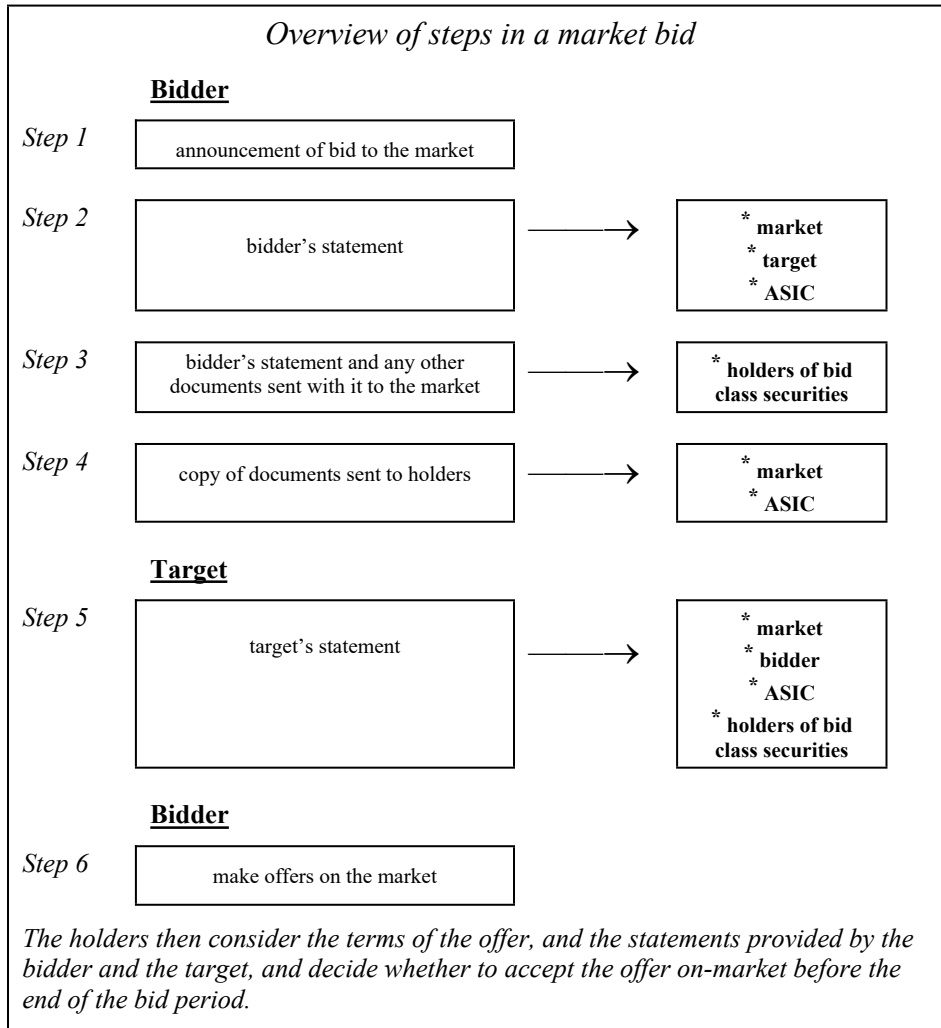 Overview of steps in a market bid
Bidder
Step 1
announcement of bid to the market
Step 2
bidder’s statement
* market
* target
* ASIC
Step 3
bidder’s statement and any other
documents sent with it to the market
* holders of bid
class securities
Step 4
copy of documents sent to holders
* market
* ASIC
Target
Step 5
target’s statement
* market
* bidder
* ASIC
* holders of bid
class securities
Bidder
Step 6
make offers on the market
The holders then consider the terms of the offer, and the statements provided by the
bidder and the target, and decide whether to accept the offer on-market before the
end of the bid period.